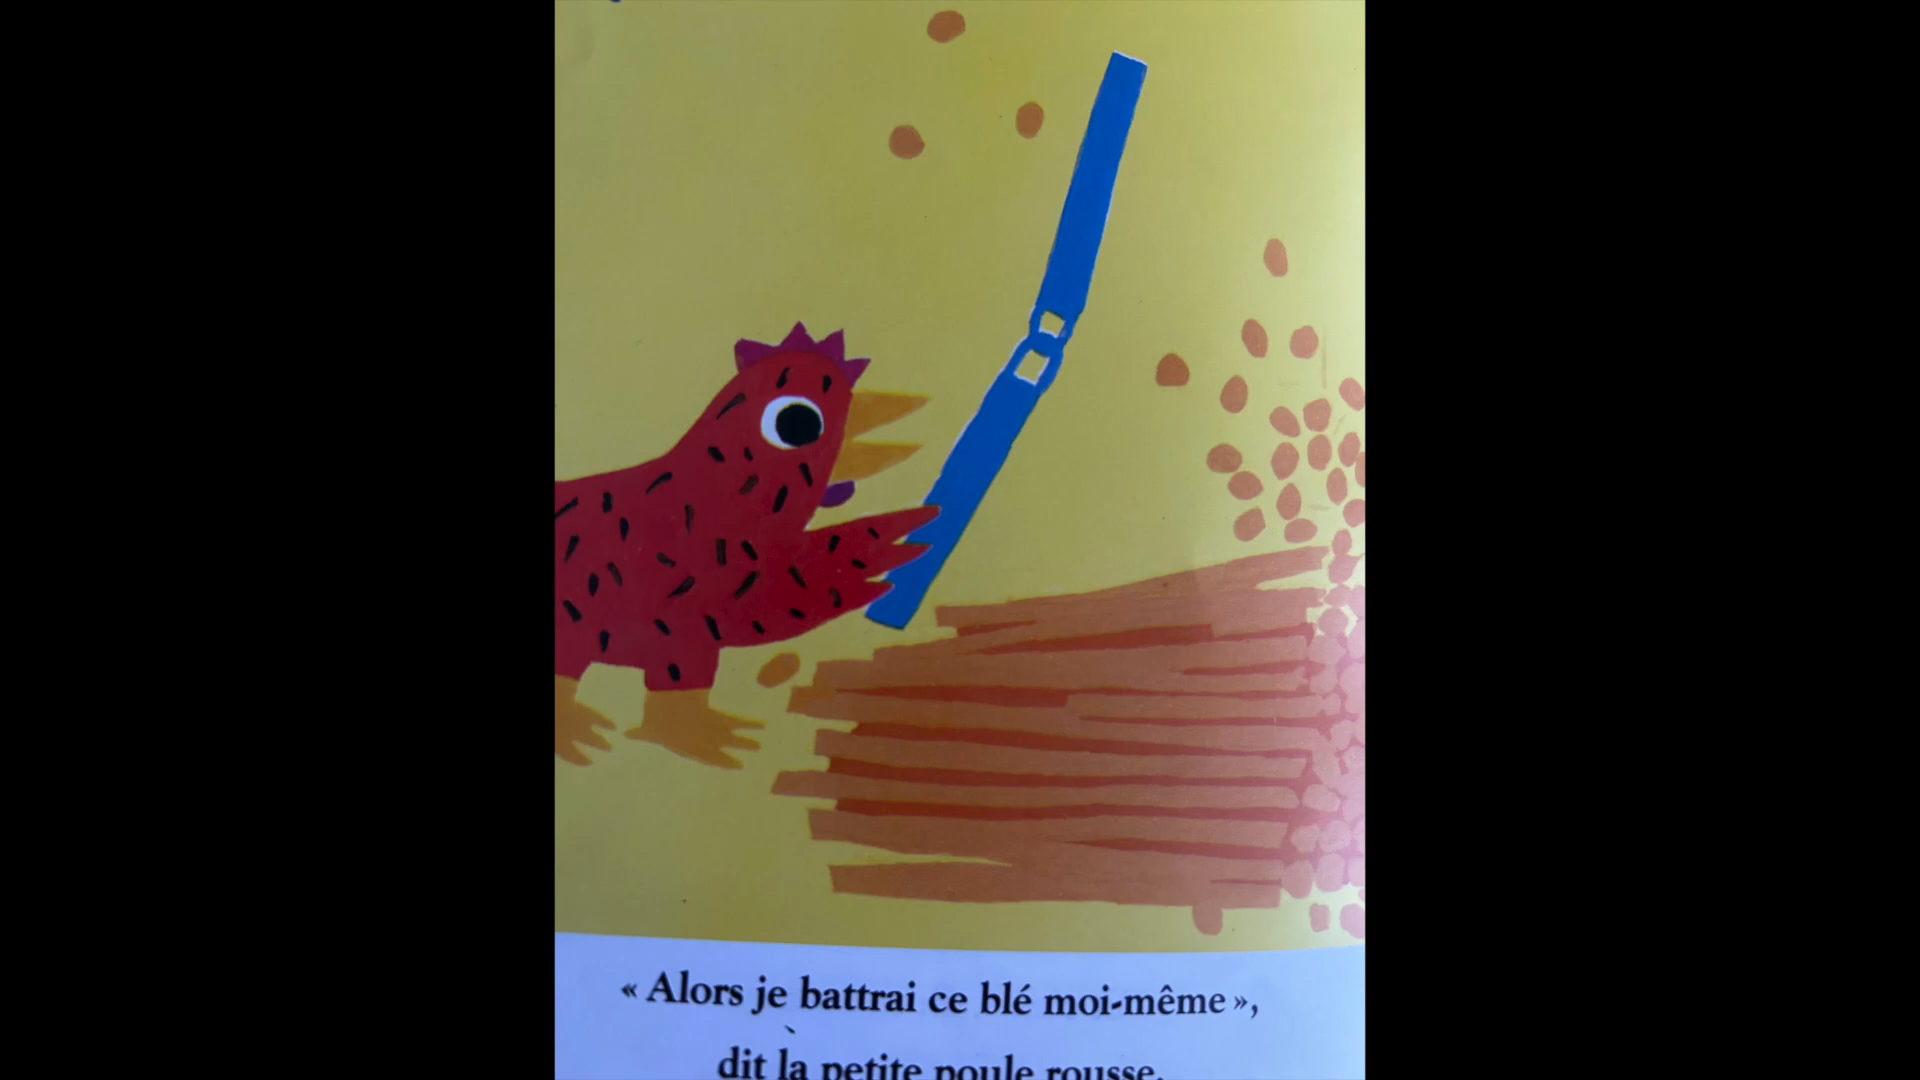 « Alors je battrai ce blé moi-même »,
dit la petite poule rousse.